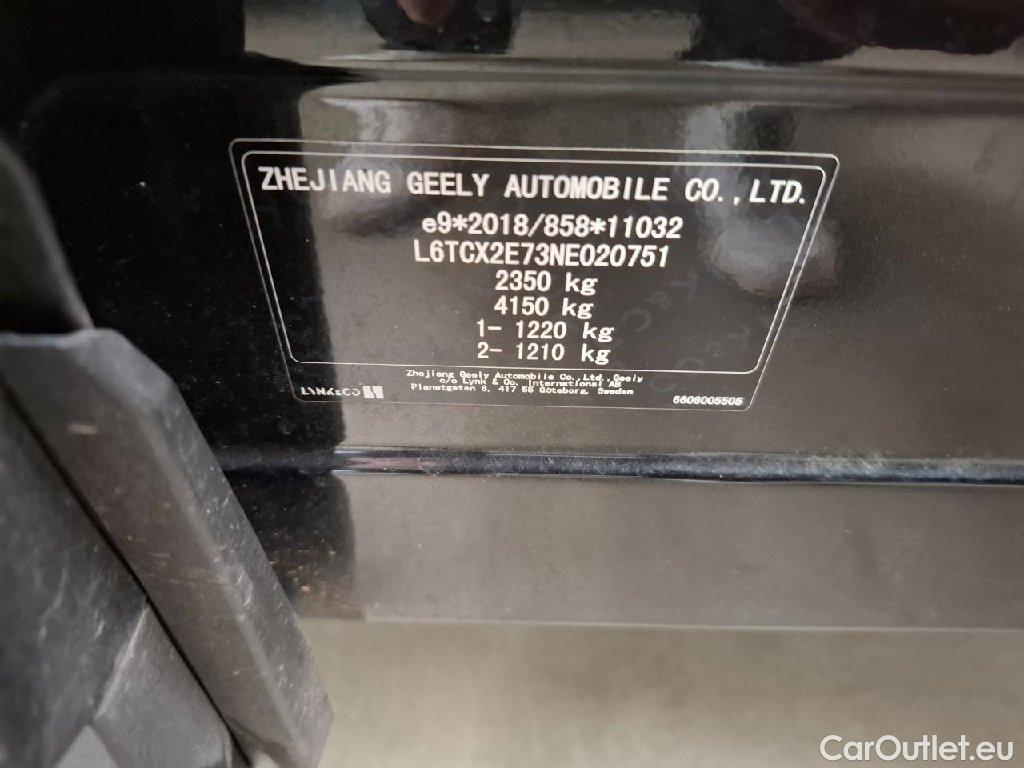 ZHEJIANG GEELY AUTOMOBILE CO.,LTD.
e9*2018/858*11032
L6TCX2E73NE020751
2350 kg
4150 kg
1- 1220 kg
2- 1210 kg
Zhejiang Geely Automobile Co., Ltd. Geely
c/o Lynk & Co. International AB
Planetgatan 6, 417 55 Göteborg, Sweden
LYNK&CO
6608005505
CarOutlet.eu